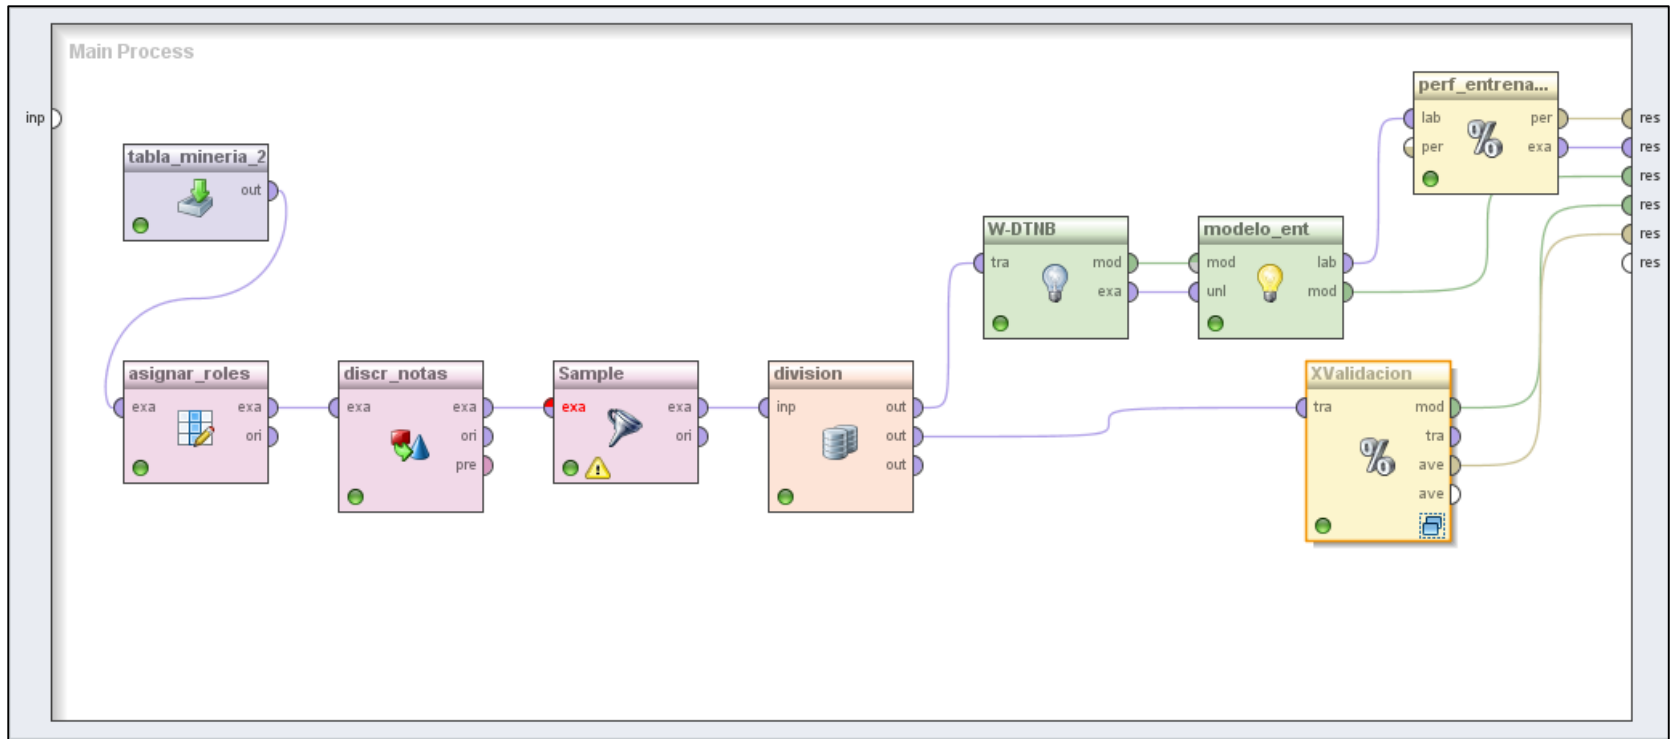 Main Process
inp
perf_entrena...
lab
per
per
exa
res
res
res
res
res
res
tabla_mineria_2
out
W-DTNB
tra
mod
exa
modelo_ent
mod
lab
unl
mod
asignar_roles
exa
exa
ori
discr_notas
exa
exa
ori
pre
Sample
exa
exa
ori
division
inp
out
out
out
XValidacion
tra
mod
tra
ave
ave